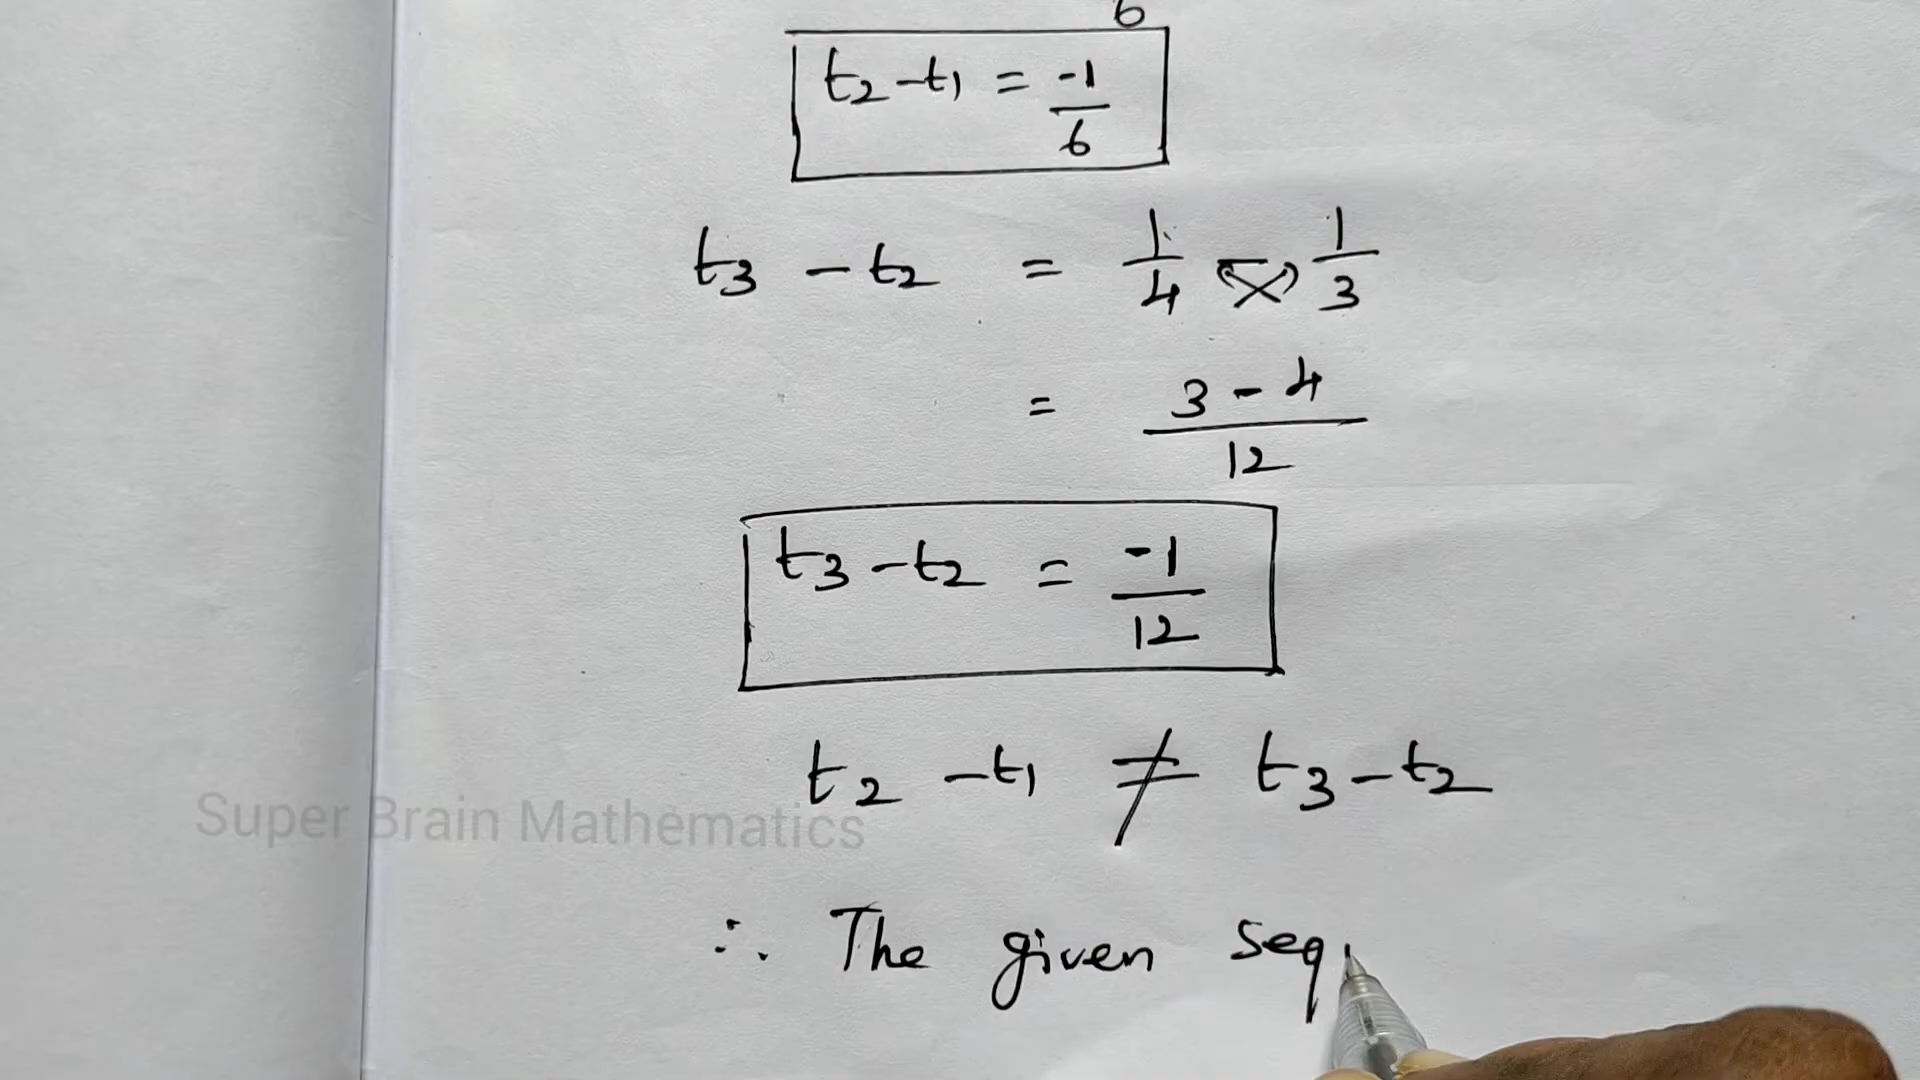 6
t2 - t1 = -1/6
t3 - t2 = 1/4 - 1/3
= 3 - 4/12
t3 - t2 = -1/12
t2 - t1 ≠ t3 - t2
Super Brain Mathematics
∴ The given seq